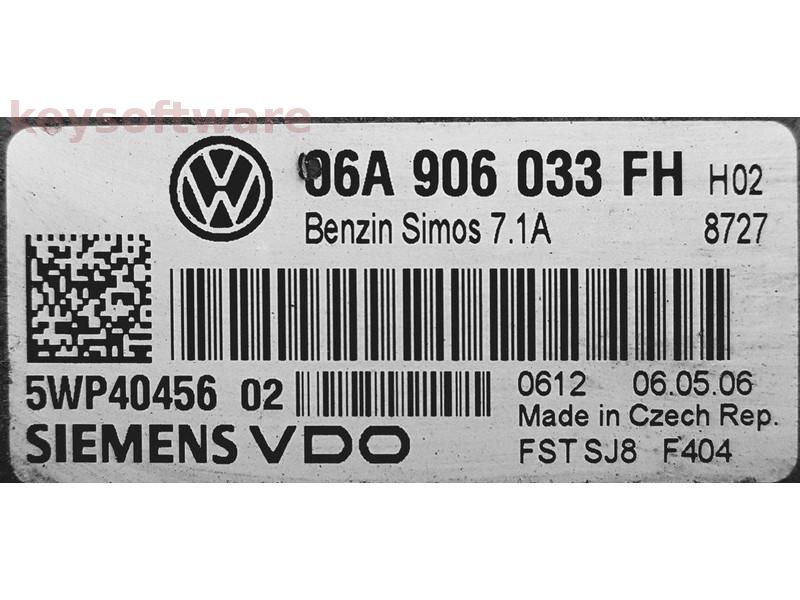 keysoftware
06A 906 033 FH H02
Benzin Simos 7.1A 8727
5WP40456 02
0612 06.05.06
Made in Czech Rep.
SIEMENS VDO
FST SJ8 F404